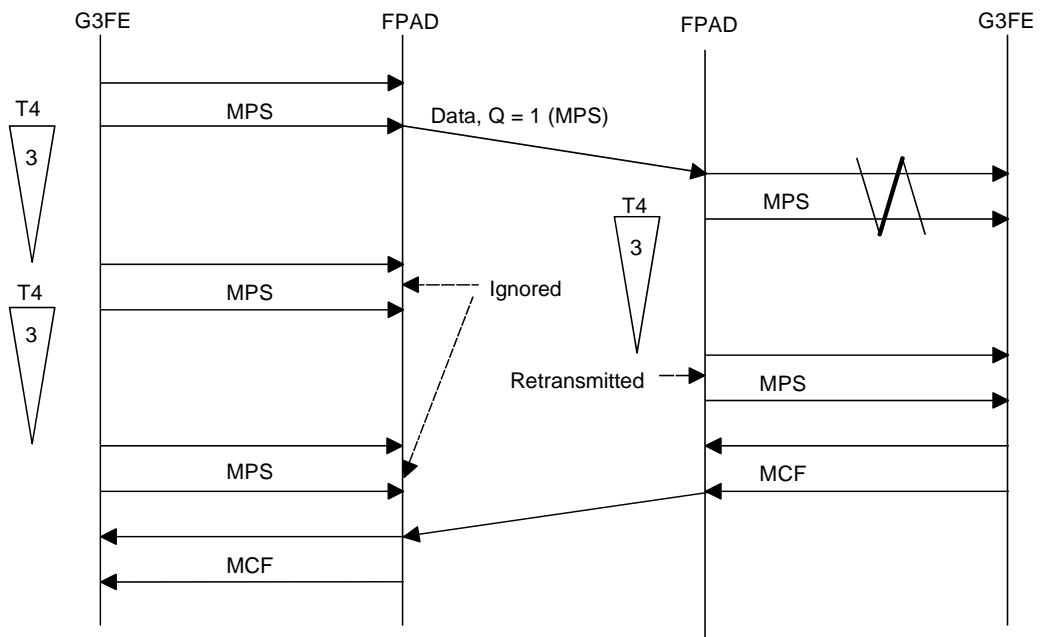 G3FE
FPAD
FPAD
G3FE
T4
3
MPS
Data, Q = 1 (MPS)
MPS
T4
3
T4
3
MPS
Ignored
Retransmitted
MPS
MPS
MCF
MCF